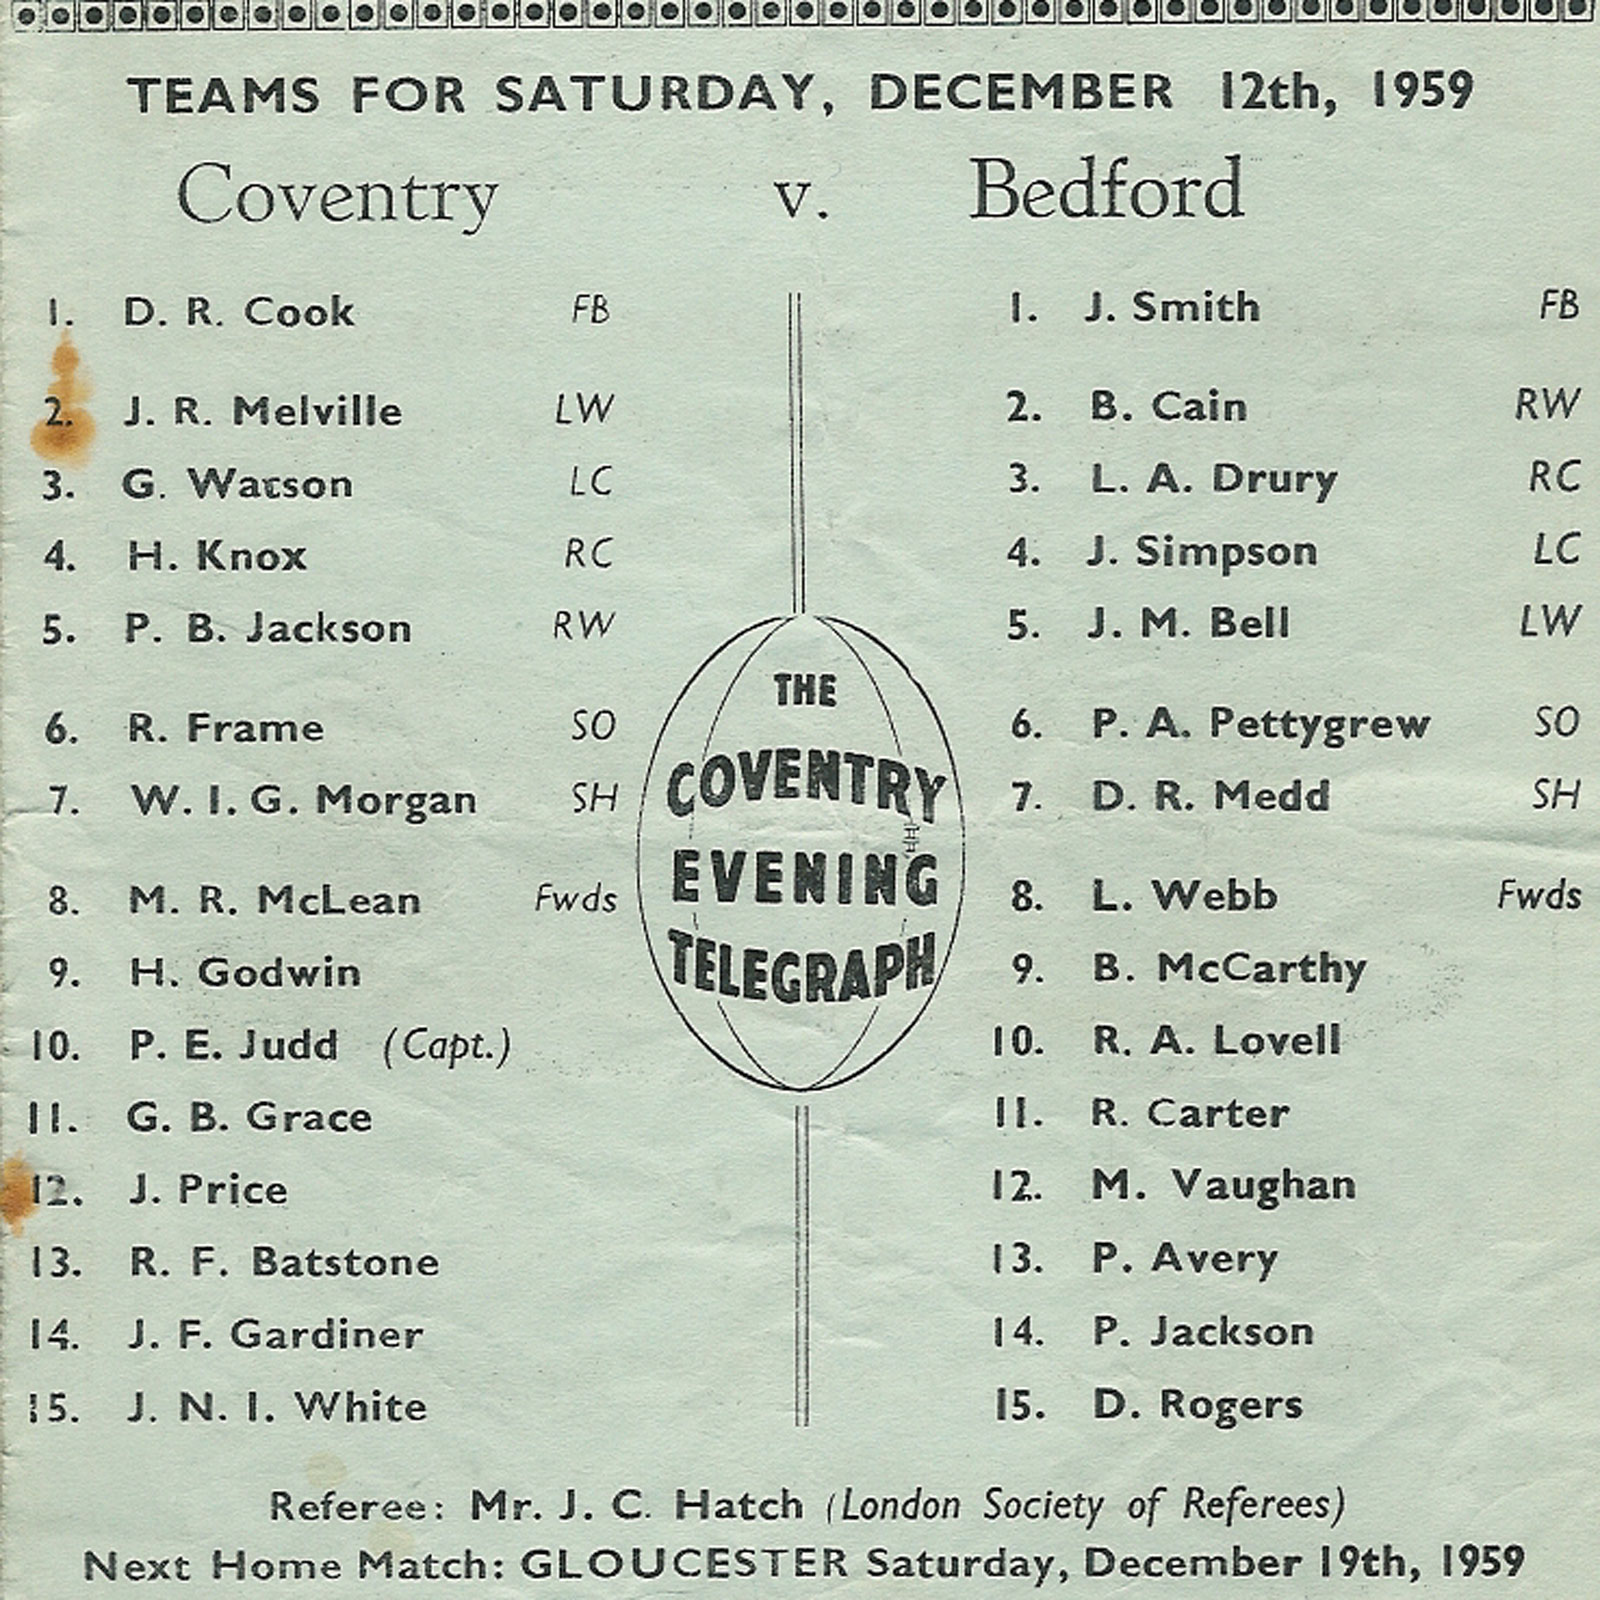 TEAMS FOR SATURDAY, DECEMBER 12th, 1959
Coventry v. Bedford
1. D. R. Cook FB
2. J. R. Melville LW
3. G. Watson LC
4. H. Knox RC
5. P. B. Jackson RW
6. R. Frame SO
7. W. I. G. Morgan SH
8. M. R. McLean Fwds
9. H. Godwin
10. P. E. Judd (Capt.)
11. G. B. Grace
12. J. Price
13. R. F. Batstone
14. J. F. Gardiner
15. J. N. I. White
THE
COVENTRY
EVENING
TELEGRAPH
1. J. Smith FB
2. B. Cain RW
3. L. A. Drury RC
4. J. Simpson LC
5. J. M. Bell LW
6. P. A. Pettygrew SO
7. D. R. Medd SH
8. L. Webb Fwds
9. B. McCarthy
10. R. A. Lovell
11. R. Carter
12. M. Vaughan
13. P. Avery
14. P. Jackson
15. D. Rogers
Referee: Mr. J. C. Hatch (London Society of Referees)
Next Home Match: GLOUCESTER Saturday, December 19th, 1959